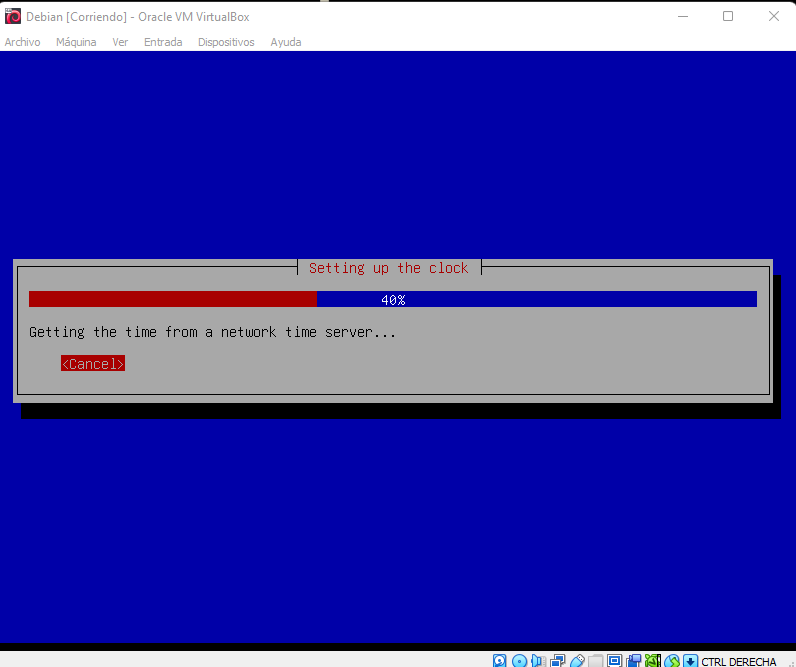 Debian [Corriendo] - Oracle VM VirtualBox
Archivo Máquina Ver Entrada Dispositivos Ayuda
Setting up the clock
40%
Getting the time from a network time server...
<Cancel>
CTRL DERECHA